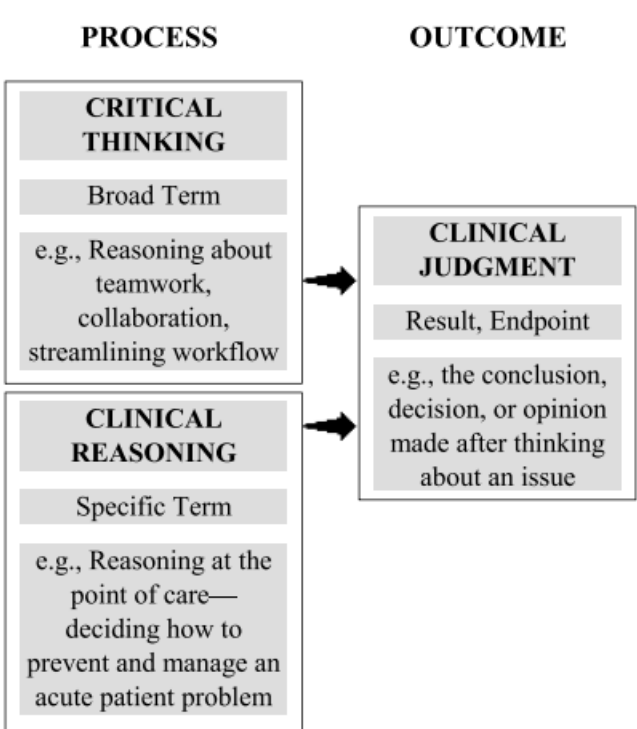 PROCESS
OUTCOME
CRITICAL
THINKING
Broad Term
e.g., Reasoning about
teamwork,
collaboration,
streamlining workflow
CLINICAL
REASONING
Specific Term
e.g., Reasoning at the
point of care—
deciding how to
prevent and manage an
acute patient problem
CLINICAL
JUDGMENT
Result, Endpoint
e.g., the conclusion,
decision, or opinion
made after thinking
about an issue